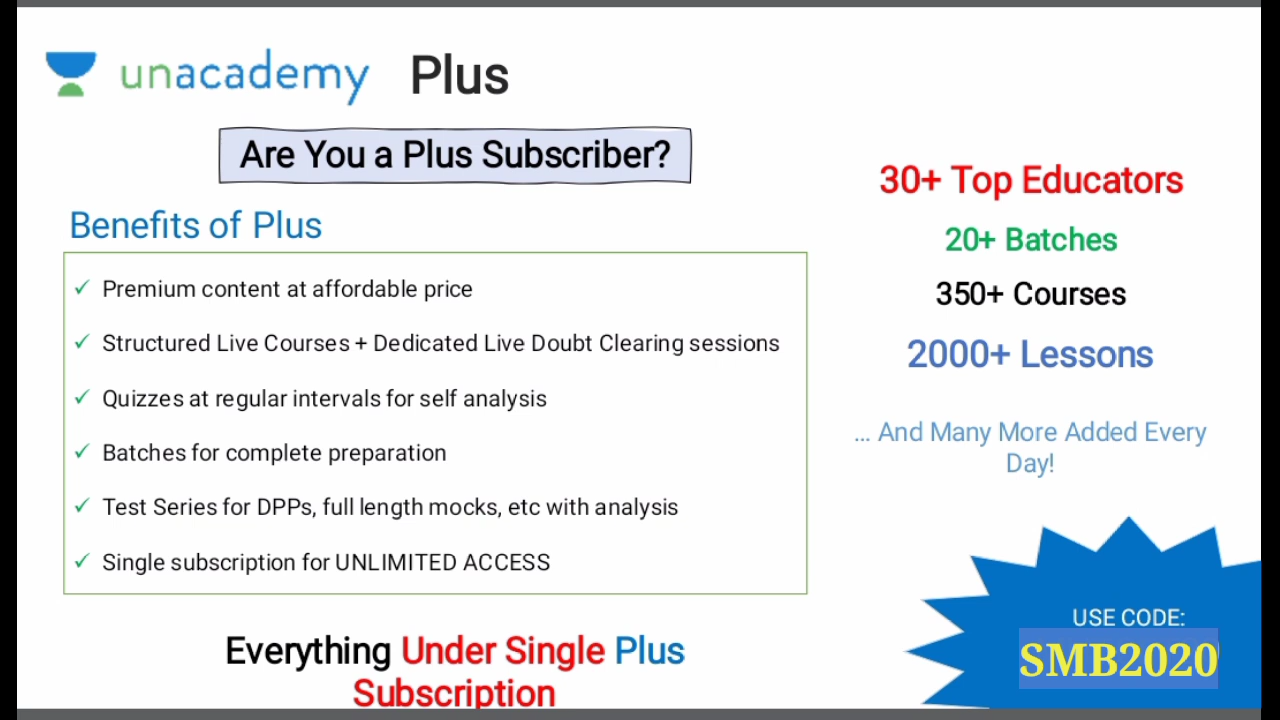 unacademy Plus
Are You a Plus Subscriber?
Benefits of Plus
✓ Premium content at affordable price
✓ Structured Live Courses + Dedicated Live Doubt Clearing sessions
✓ Quizzes at regular intervals for self analysis
✓ Batches for complete preparation
✓ Test Series for DPPs, full length mocks, etc with analysis
✓ Single subscription for UNLIMITED ACCESS
Everything Under Single Plus
Subscription
30+ Top Educators
20+ Batches
350+ Courses
2000+ Lessons
... And Many More Added Every
Day!
USE CODE:
SMB2020